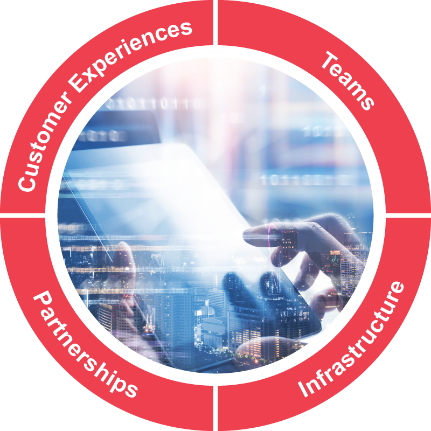 Customer Experiences
Teams
Partnerships
Infrastructure